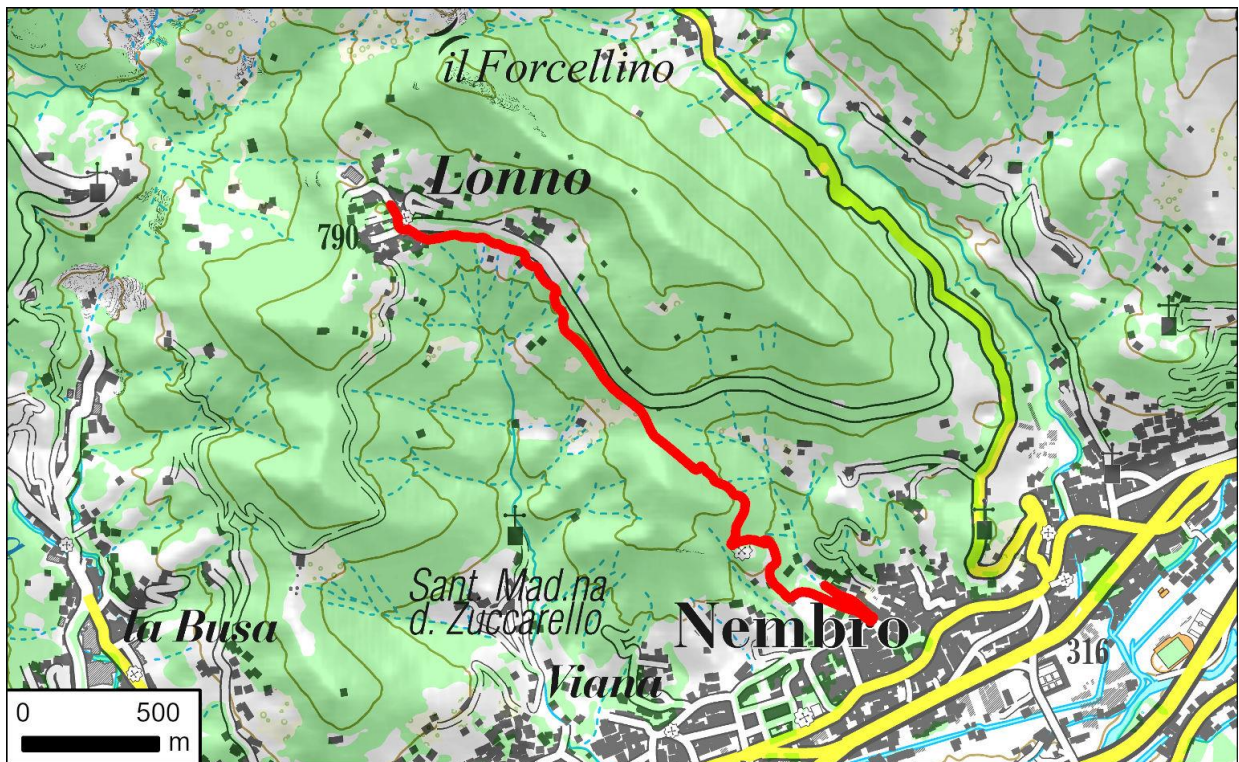 il Forcellino
Lonno
790
Sant. Mad.na
d. Zuccarello
la Busa
Nembro
316
Viana
0 500
m